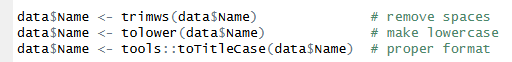 data$Name <- trimws(data$Name)               # remove spaces
data$Name <- tolower(data$Name)              # make lowercase
data$Name <- tools::toTitleCase(data$Name)  # proper format